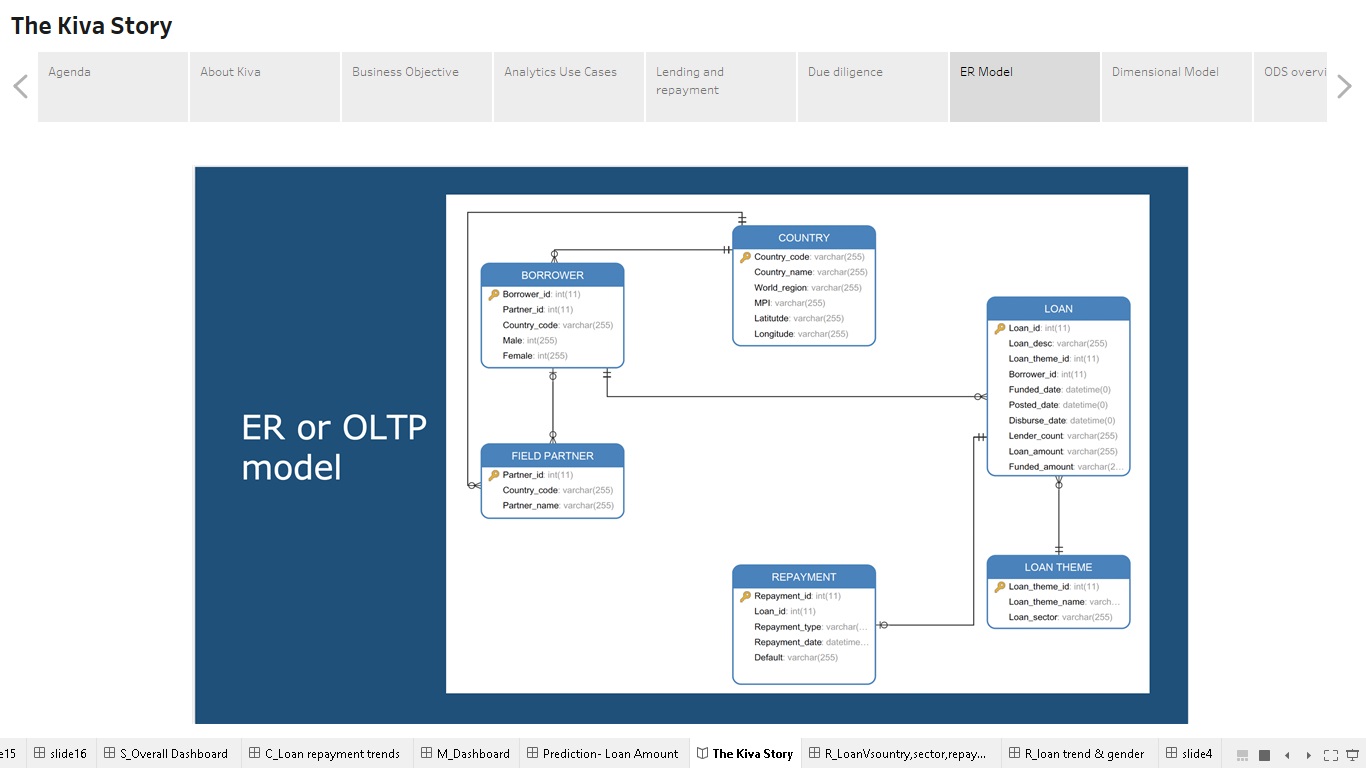 The Kiva Story
Agenda
About Kiva
Business Objective
Analytics Use Cases
Lending and
repayment
Due diligence
ER Model
Dimensional Model
ODS overvi
ER or OLTP
model
COUNTRY
Country_code: varchar(255)
Country_name: varchar(255)
World_region: varchar(255)
MPI: varchar(255)
Latitutde: varchar(255)
Longitude: varchar(255)
BORROWER
Borrower_id: int(11)
Partner_id: int(11)
Country_code: varchar(255)
Male: int(255)
Female: int(255)
LOAN
Loan_id: int(11)
Loan_desc: varchar(255)
Loan_theme_id: int(11)
Borrower_id: int(11)
Funded_date: datetime(0)
Posted_date: datetime(0)
Disburse_date: datetime(0)
Lender_count: varchar(255)
Loan_amount: varchar(255)
Funded_amount: varchar(2...
FIELD PARTNER
Partner_id: int(11)
Country_code: varchar(255)
Partner_name: varchar(255)
REPAYMENT
Repayment_id: int(11)
Loan_id: int(11)
Repayment_type: varchar(...
Repayment_date: datetime...
Default: varchar(255)
LOAN THEME
Loan_theme_id: int(11)
Loan_theme_name: varch...
Loan_sector: varchar(255)
e15
slide16
S_Overall Dashboard
C_Loan repayment trends
M_Dashboard
Prediction- Loan Amount
The Kiva Story
R_LoanVsountry,sector,repay...
R_loan trend & gender
slide4